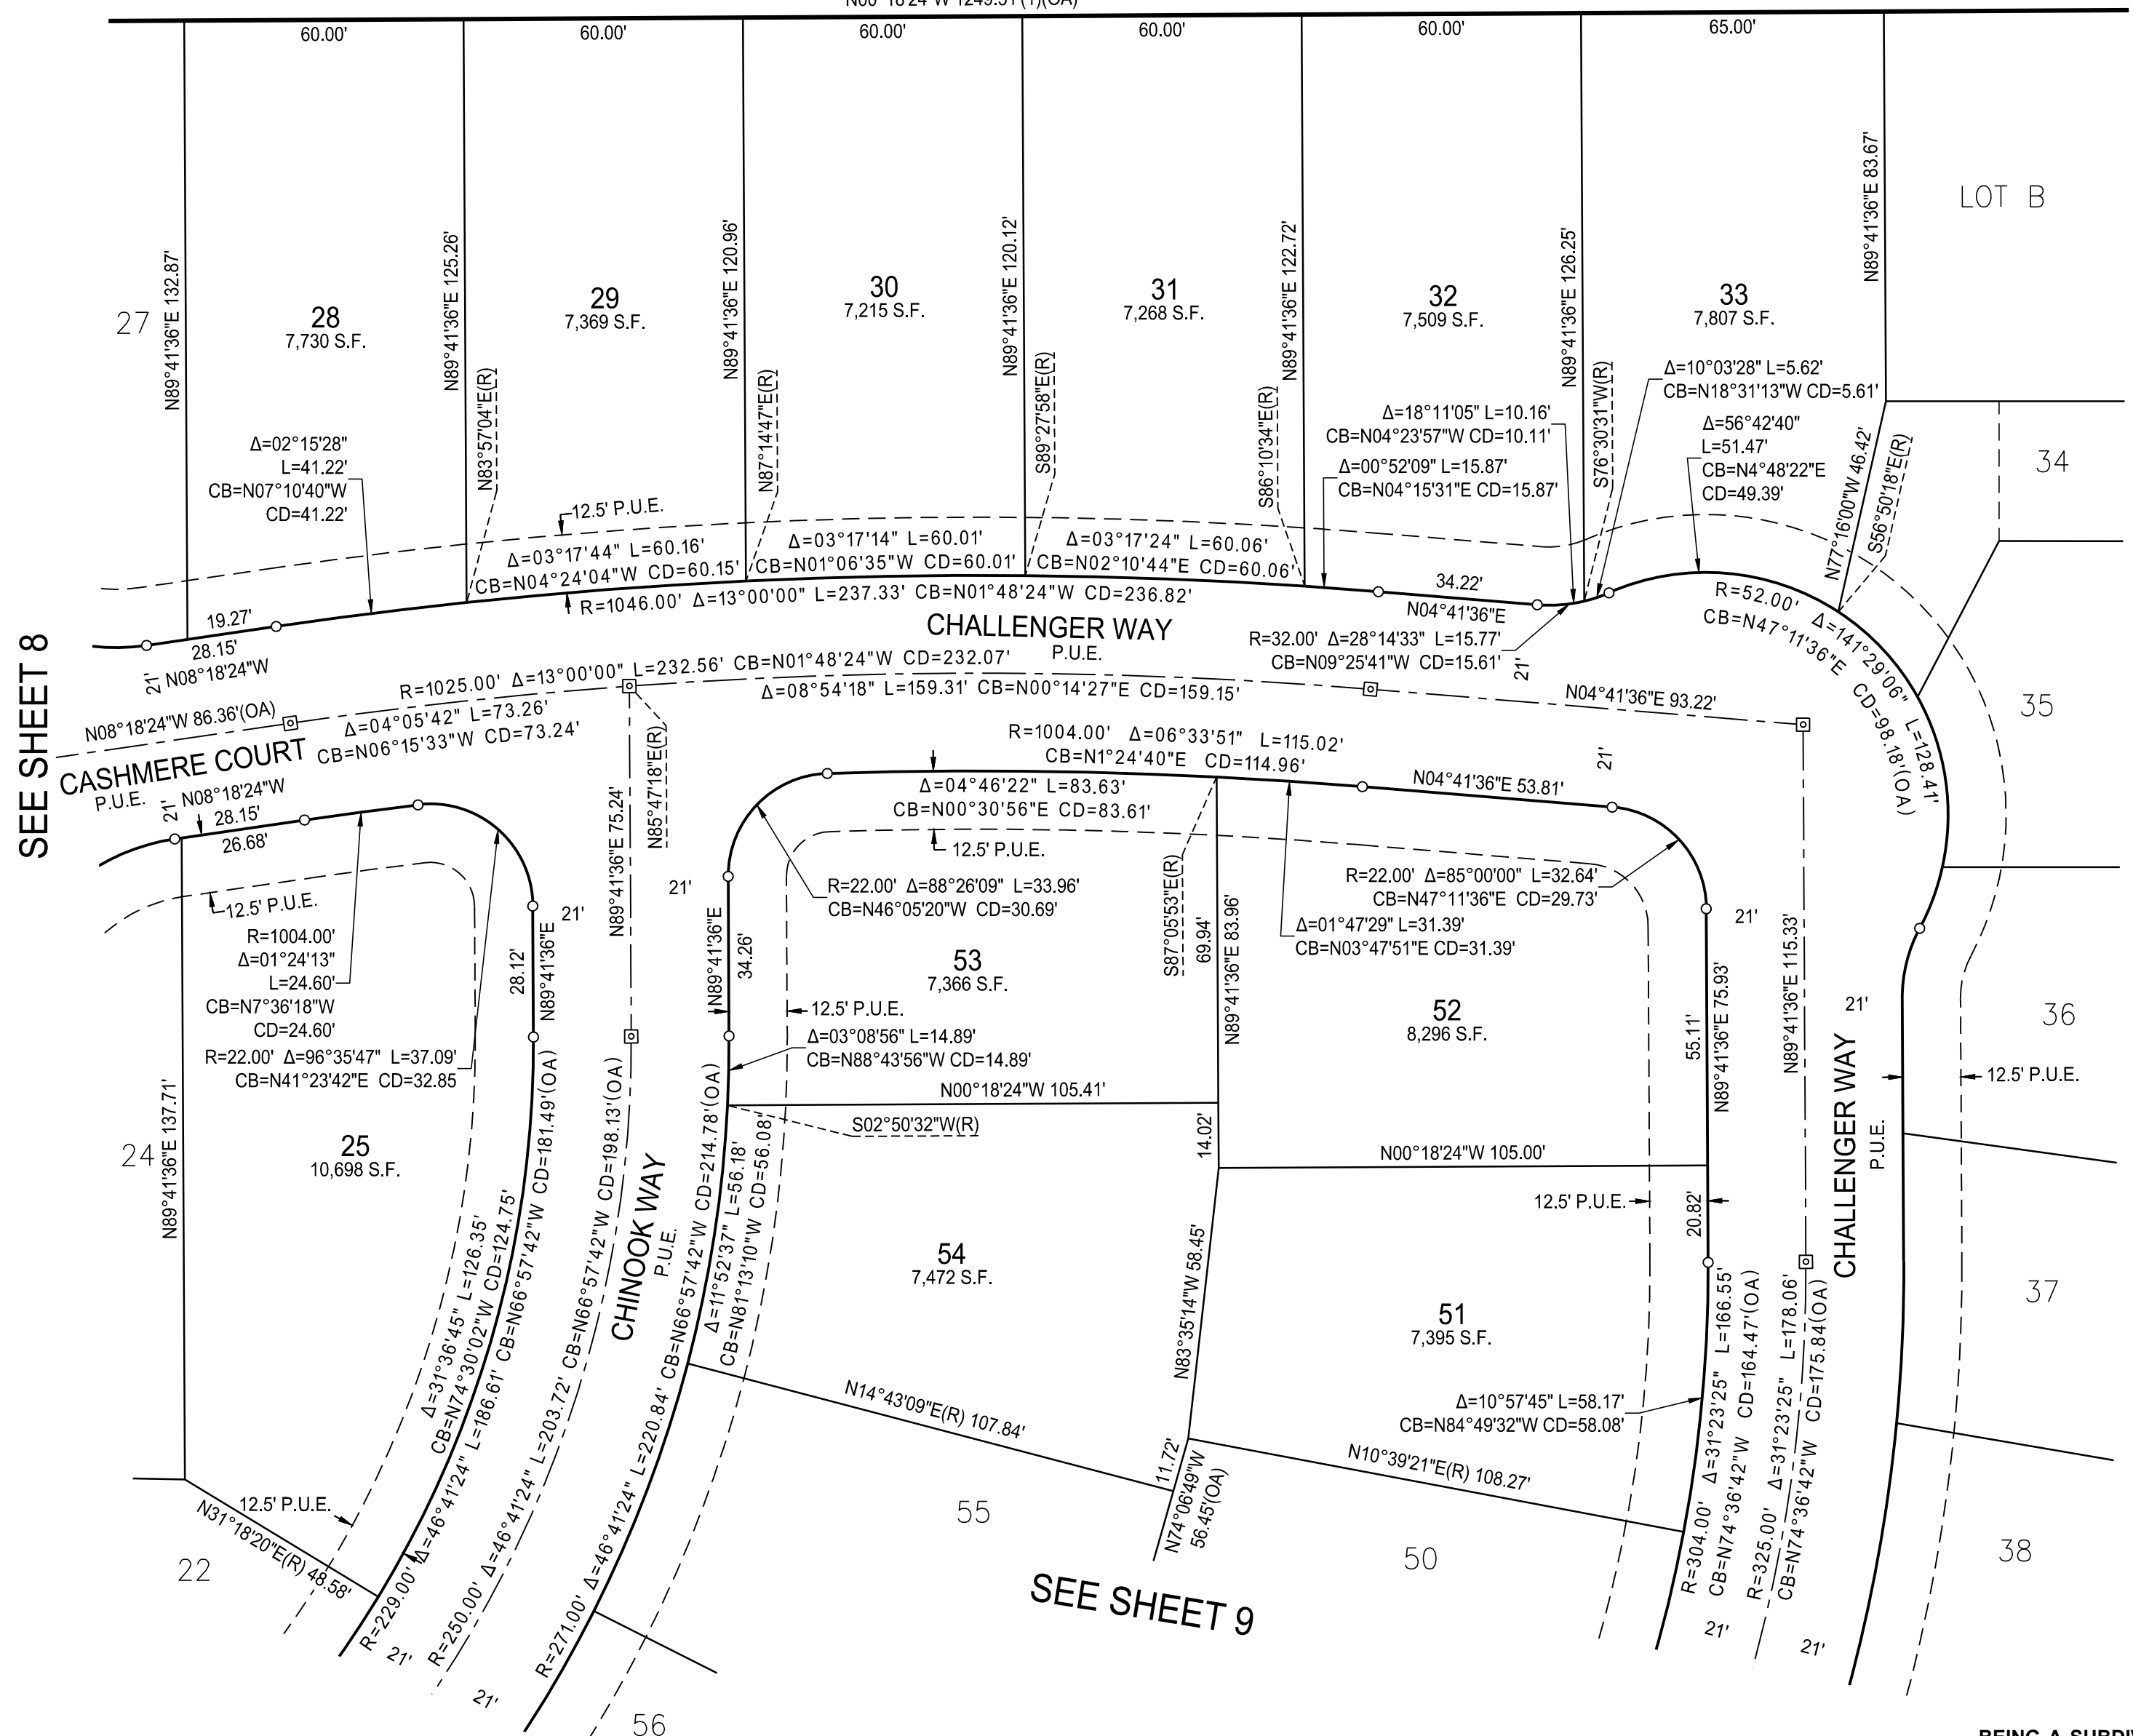 60.00'
60.00'
60.00'
60.00'
60.00'
65.00'
N89°41'36"E 132.87'
N89°41'36"E 125.26'
N89°41'36"E 120.96'
N89°41'36"E 120.12'
N89°41'36"E 122.72'
N89°41'36"E 126.25'
N89°41'36"E 83.67'
LOT B
27
28
7,730 S.F.
29
7,369 S.F.
30
7,215 S.F.
31
7,268 S.F.
32
7,509 S.F.
33
7,807 S.F.
34
35
36
37
38
Δ=02°15'28"
L=41.22'
CB=N07°10'40"W
CD=41.22'
N83°57'04"E(R)
N87°14'47"E(R)
S89°27'58"E(R)
S86°10'34"E(R)
S76°30'31"W(R)
Δ=18°11'05" L=10.16'
CB=N04°23'57"W CD=10.11'
Δ=00°52'09" L=15.87'
CB=N04°15'31"E CD=15.87'
Δ=10°03'28" L=5.62'
CB=N18°31'13"W CD=5.61'
Δ=56°42'40"
L=51.47'
CB=N4°48'22"E
CD=49.39'
N77°16'00"W 46.42'
S56°50'18"E(R)
12.5' P.U.E.
Δ=03°17'44" L=60.16'
CB=N04°24'04"W CD=60.15'
Δ=03°17'14" L=60.01'
CB=N01°06'35"W CD=60.01'
Δ=03°17'24" L=60.06'
CB=N02°10'44"E CD=60.06'
34.22'
N04°41'36"E
19.27'
28.15'
N08°18'24"W
21'
R=1046.00' Δ=13°00'00" L=237.33' CB=N01°48'24"W CD=236.82'
CHALLENGER WAY
P.U.E.
R=32.00' Δ=28°14'33" L=15.77'
CB=N09°25'41"W CD=15.61'
21'
R=52.00' Δ=141°29'06" L=128.41'
CB=N47°11'36"E CD=98.18'(OA)
SEE SHEET 8
N08°18'24"W 86.36'(OA)
R=1025.00' Δ=13°00'00" L=232.56' CB=N01°48'24"W CD=232.07'
Δ=08°54'18" L=159.31' CB=N00°14'27"E CD=159.15'
N04°41'36"E 93.22'
Δ=04°05'42" L=73.26'
CB=N06°15'33"W CD=73.24'
CASHMERE COURT
P.U.E.
21'
N08°18'24"W
28.15'
26.68'
N85°47'18"E(R)
N89°41'36"E 75.24'
R=1004.00' Δ=06°33'51" L=115.02'
CB=N1°24'40"E CD=114.96'
Δ=04°46'22" L=83.63'
CB=N00°30'56"E CD=83.61'
N04°41'36"E 53.81'
21'
12.5' P.U.E.
12.5' P.U.E.
R=1004.00'
Δ=01°24'13"
L=24.60'
CB=N7°36'18"W
CD=24.60'
R=22.00' Δ=96°35'47" L=37.09'
CB=N41°23'42"E CD=32.85
21'
28.12'
N89°41'36"E
21'
N89°41'36"E
34.26'
R=22.00' Δ=88°26'09" L=33.96'
CB=N46°05'20"W CD=30.69'
S87°05'53"E(R)
69.94'
N89°41'36"E 83.96'
R=22.00' Δ=85°00'00" L=32.64'
CB=N47°11'36"E CD=29.73'
Δ=01°47'29" L=31.39'
CB=N03°47'51"E CD=31.39'
21'
21'
53
7,366 S.F.
52
8,296 S.F.
12.5' P.U.E.
Δ=03°08'56" L=14.89'
CB=N88°43'56"W CD=14.89'
N00°18'24"W 105.41'
S02°50'32"W(R)
14.02'
N00°18'24"W 105.00'
55.11'
N89°41'36"E 75.93'
N89°41'36"E 115.33'
20.82'
CHALLENGER WAY
P.U.E.
12.5' P.U.E.
12.5' P.U.E.
24
N89°41'36"E 137.71'
25
10,698 S.F.
54
7,472 S.F.
51
7,395 S.F.
N83°35'14"W 58.45'
CHINOOK WAY
P.U.E.
Δ=31°36'45" L=126.35'
CB=N74°30'02"W CD=124.75'
R=229.00' Δ=46°41'24" L=186.61' CB=N66°57'42"W CD=181.49'(OA)
R=250.00' Δ=46°41'24" L=203.72' CB=N66°57'42"W CD=198.13'(OA)
R=271.00' Δ=46°41'24" L=220.84' CB=N66°57'42"W CD=214.78'(OA)
Δ=11°52'37" L=56.18'
CB=N81°13'10"W CD=56.08'
N14°43'09"E(R) 107.84'
11.72'
N74°06'49"W
56.45'(OA)
N10°39'21"E(R) 108.27'
Δ=10°57'45" L=58.17'
CB=N84°49'32"W CD=58.08'
R=304.00' Δ=31°23'25" L=166.55'
CB=N74°36'42"W CD=164.47'(OA)
R=325.00' Δ=31°23'25" L=178.06'
CB=N74°36'42"W CD=175.84(OA)
12.5' P.U.E.
N31°18'20"E(R) 48.58'
22
55
50
56
SEE SHEET 9
21'
21'
21'
21'